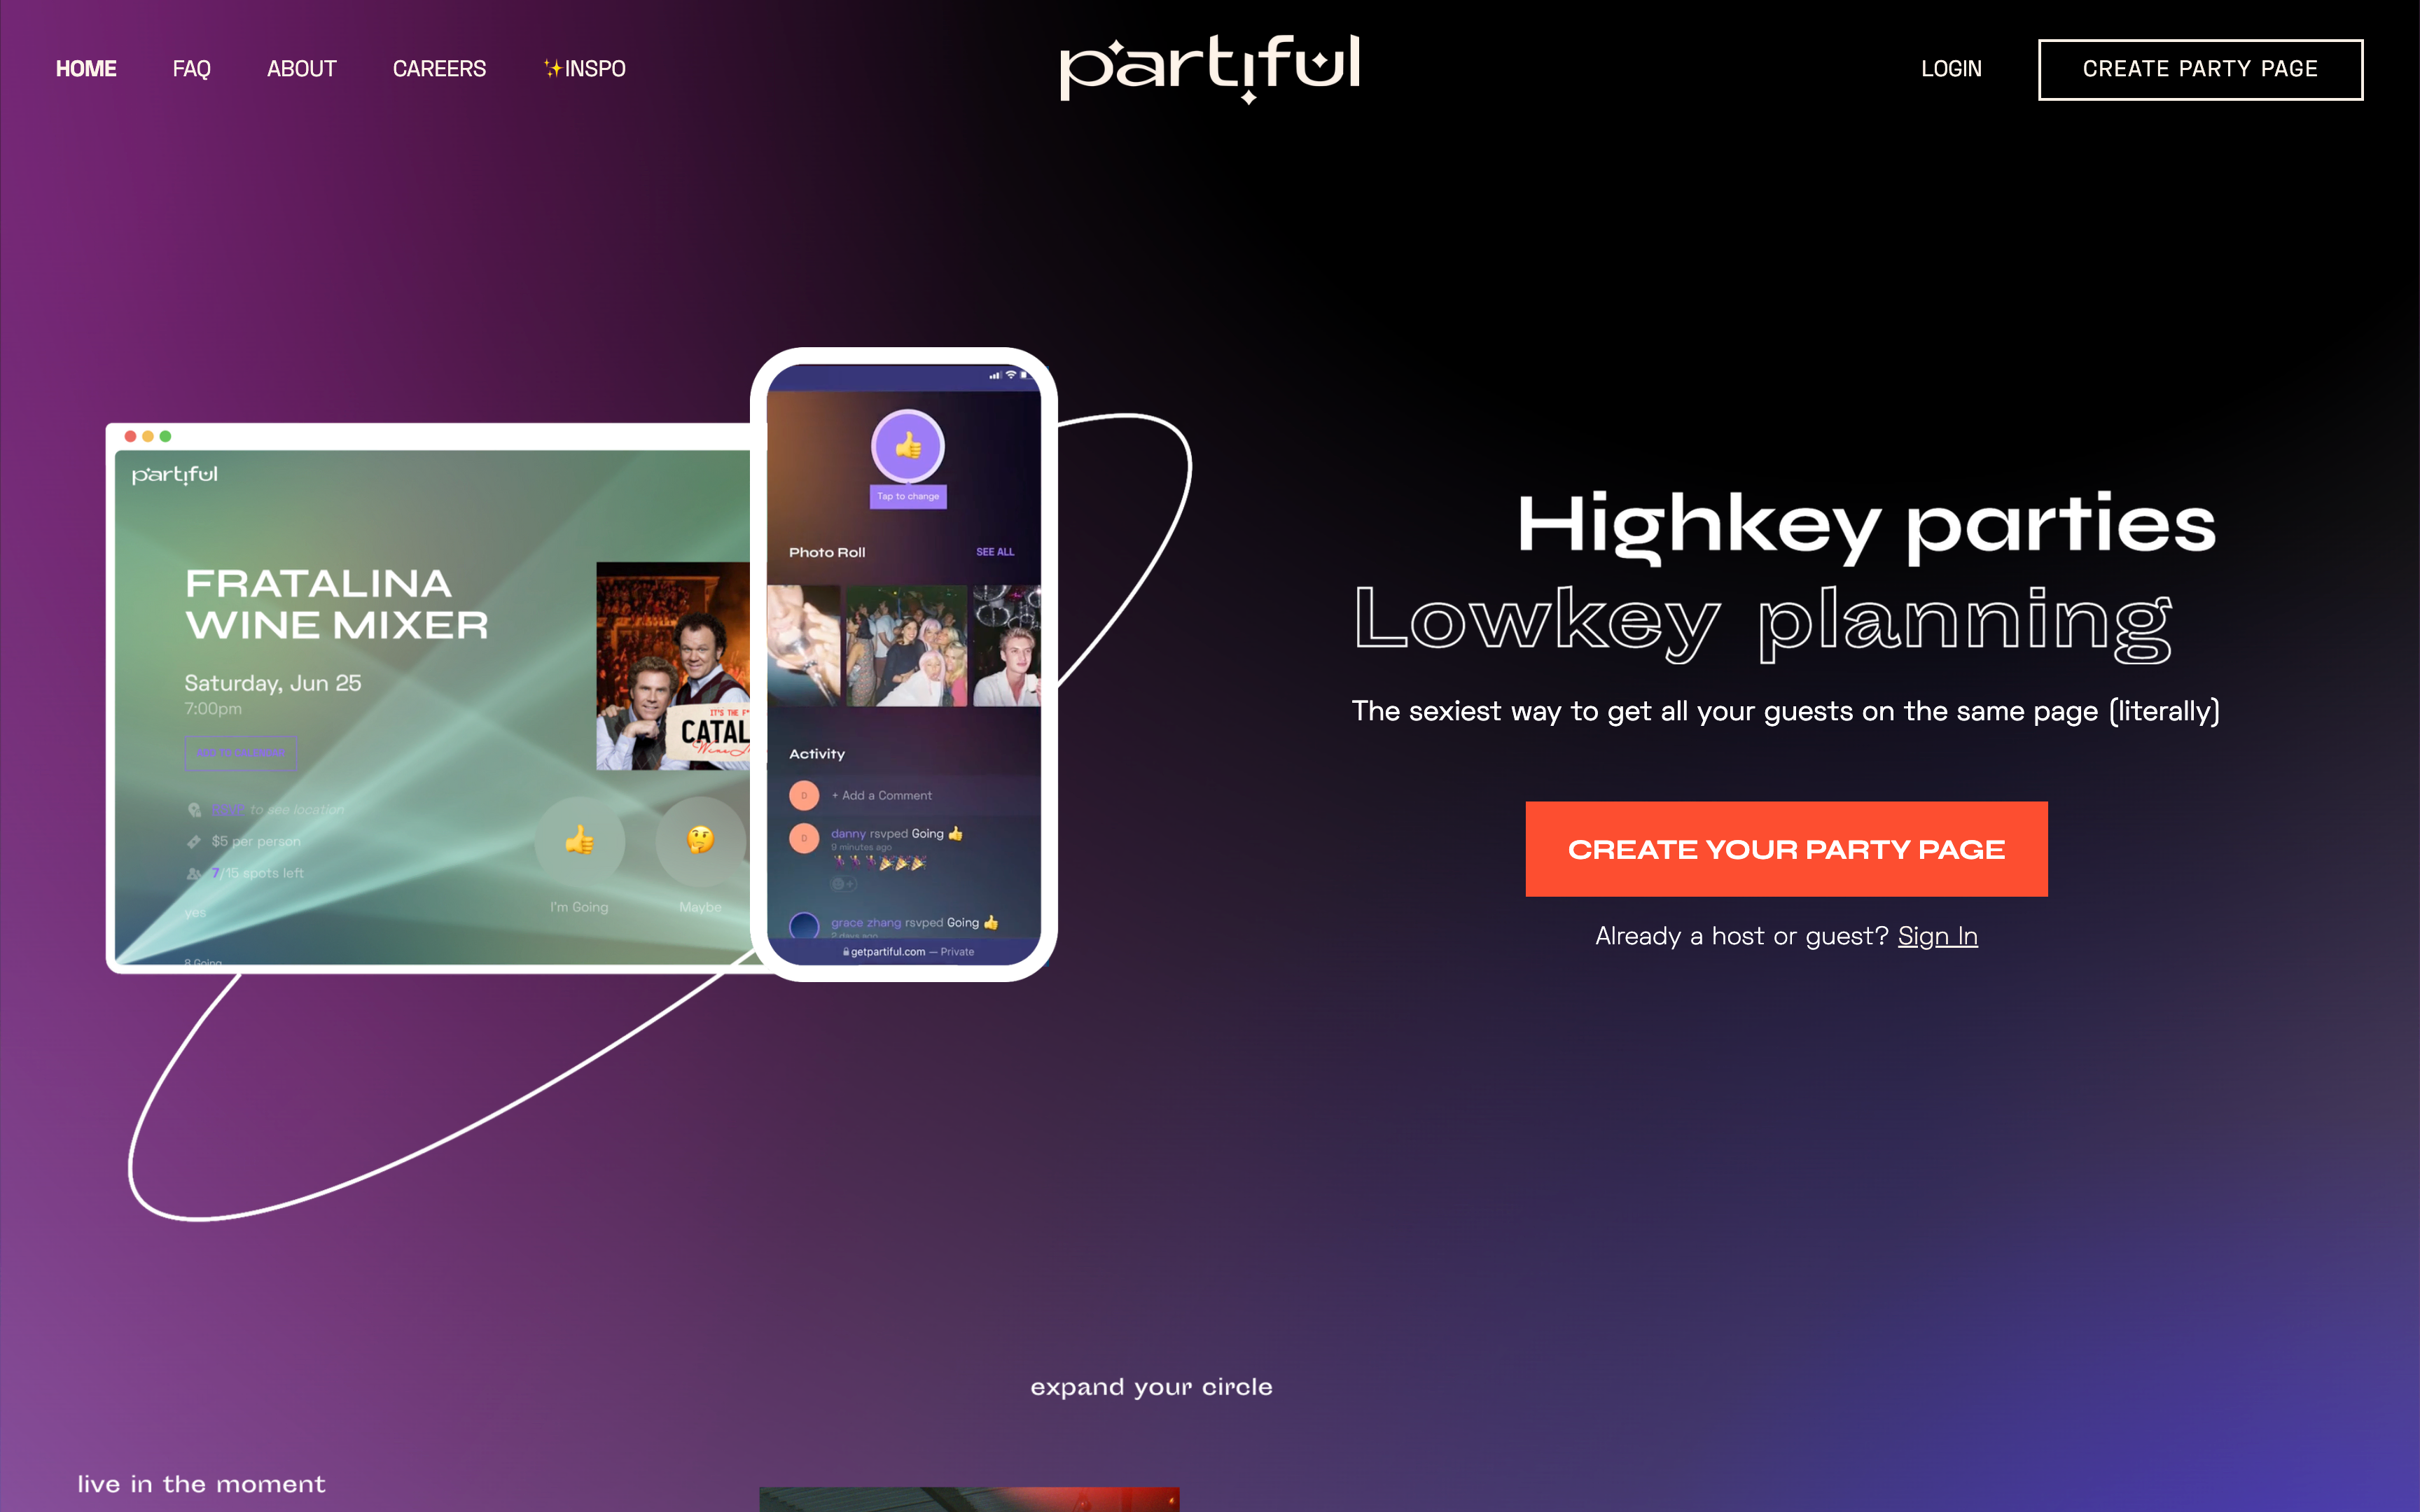 HOME
FAQ
ABOUT
CAREERS
✨INSPO
partiful
LOGIN
CREATE PARTY PAGE
partiful
FRATALINA
WINE MIXER
Saturday, Jun 25
7:00pm
ADD TO CALENDAR
RSVP to see location
$5 per person
7/15 spots left
yes
8 Going
IT'S THE F
CATAL
👍
I'm Going
🤔
Maybe
👍
Tap to change
Photo Roll
SEE ALL
Activity
D
+ Add a Comment
D
danny rsvped Going 👍
9 minutes ago
grace zhang rsvped Going 👍
2 days ago
getpartiful.com — Private
Highkey parties
Lowkey planning
The sexiest way to get all your guests on the same page (literally)
CREATE YOUR PARTY PAGE
Already a host or guest? Sign In
expand your circle
live in the moment